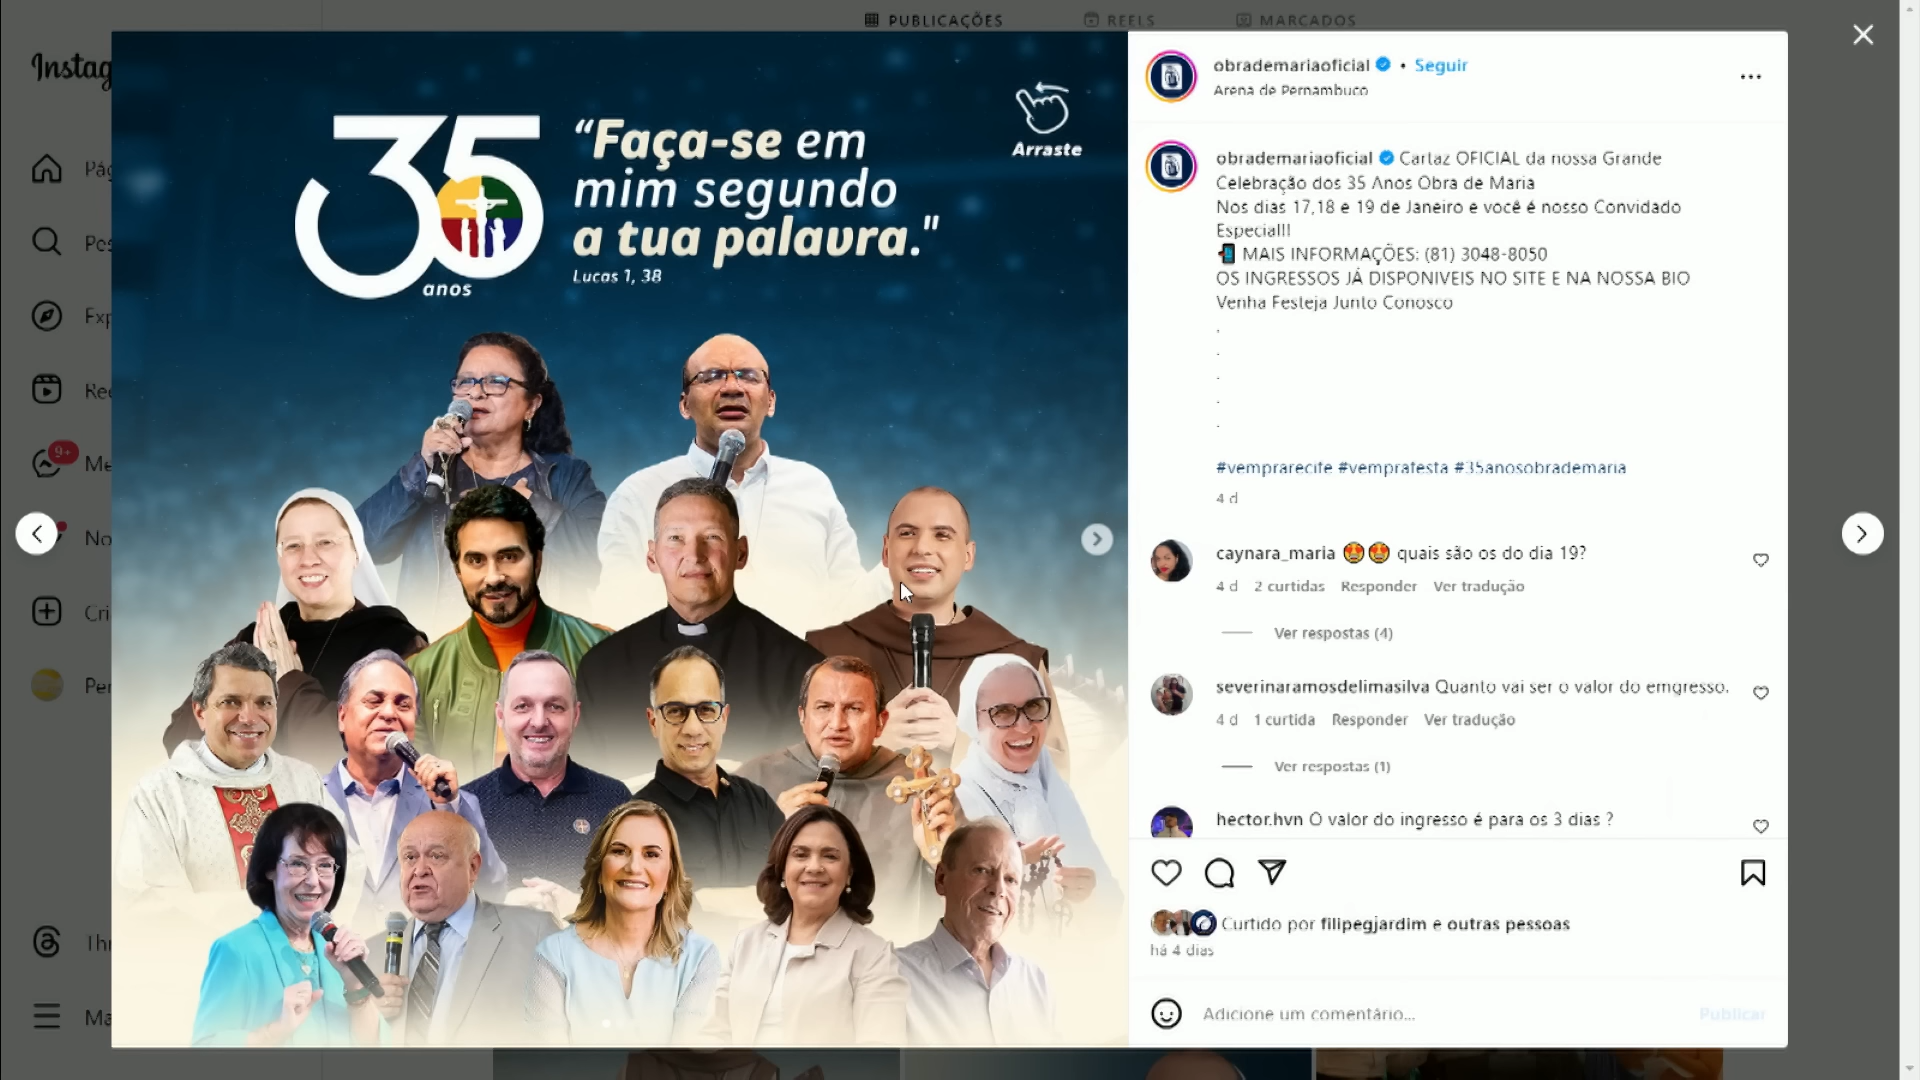 PUBLICAÇÕES
REELS
MARCADOS
Instag
Pág
Pes
Exp
Ree
9+
Me
No
Cri
Per
Thr
Ma
35
anos
“Faça-se em
mim segundo
a tua palavra."
Lucas 1, 38
Arraste
obrademariaoficial • Seguir
Arena de Pernambuco
obrademariaoficial Cartaz OFICIAL da nossa Grande
Celebração dos 35 Anos Obra de Maria
Nos dias 17,18 e 19 de Janeiro e você é nosso Convidado
Especial!!
MAIS INFORMAÇÕES: (81) 3048-8050
OS INGRESSOS JÁ DISPONIVEIS NO SITE E NA NOSSA BIO
Venha Festeja Junto Conosco
.
.
.
.
.
#vemprarecife #vemprafesta #35anosobrademaria
4 d
caynara_maria 😍😍 quais são os do dia 19?
4 d 2 curtidas Responder Ver tradução
Ver respostas (4)
severinaramosdelimasilva Quanto vai ser o valor do emgresso.
4 d 1 curtida Responder Ver tradução
Ver respostas (1)
hector.hvn O valor do ingresso é para os 3 dias ?
Curtido por filipegjardim e outras pessoas
há 4 dias
Adicione um comentário...
Publicar